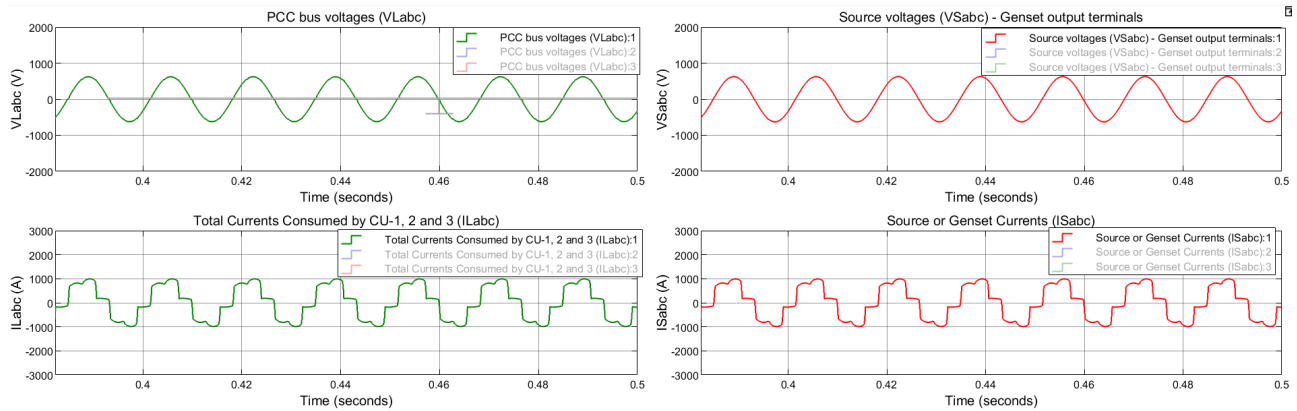 PCC bus voltages (VLabc)
2000
1000
0
-1000
-2000
VLabc (V)
PCC bus voltages (VLabc):1
PCC bus voltages (VLabc):2
PCC bus voltages (VLabc):3
0.4 0.42 0.44 0.46 0.48 0.5
Time (seconds)
Source voltages (VSabc) - Genset output terminals
2000
1000
0
-1000
-2000
VSabc (V)
Source voltages (VSabc) - Genset output terminals:1
Source voltages (VSabc) - Genset output terminals:2
Source voltages (VSabc) - Genset output terminals:3
0.4 0.42 0.44 0.46 0.48 0.5
Time (seconds)
Total Currents Consumed by CU-1, 2 and 3 (ILabc)
3000
2000
1000
0
-1000
-2000
-3000
ILabc (A)
Total Currents Consumed by CU-1, 2 and 3 (ILabc):1
Total Currents Consumed by CU-1, 2 and 3 (ILabc):2
Total Currents Consumed by CU-1, 2 and 3 (ILabc):3
0.4 0.42 0.44 0.46 0.48 0.5
Time (seconds)
Source or Genset Currents (ISabc)
3000
2000
1000
0
-1000
-2000
-3000
ISabc (A)
Source or Genset Currents (ISabc):1
Source or Genset Currents (ISabc):2
Source or Genset Currents (ISabc):3
0.4 0.42 0.44 0.46 0.48 0.5
Time (seconds)